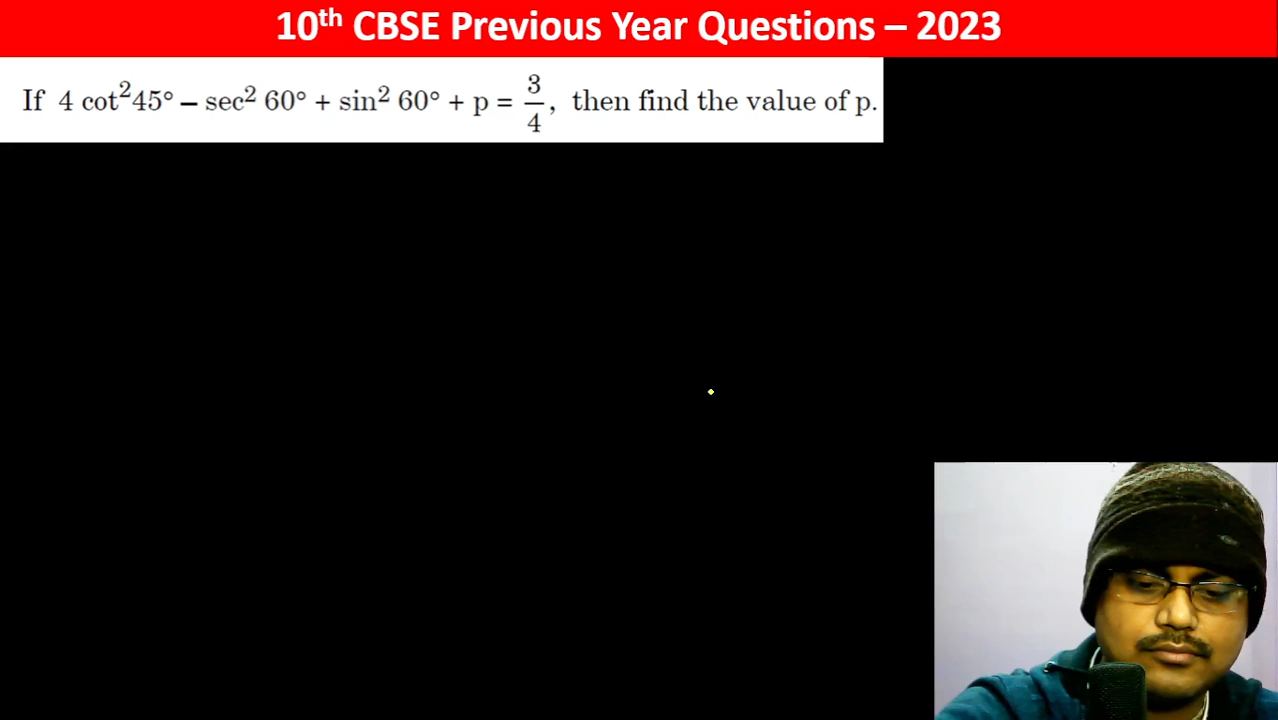 10th CBSE Previous Year Questions – 2023
If 4 cot²45° – sec² 60° + sin² 60° + p = 3/4, then find the value of p.